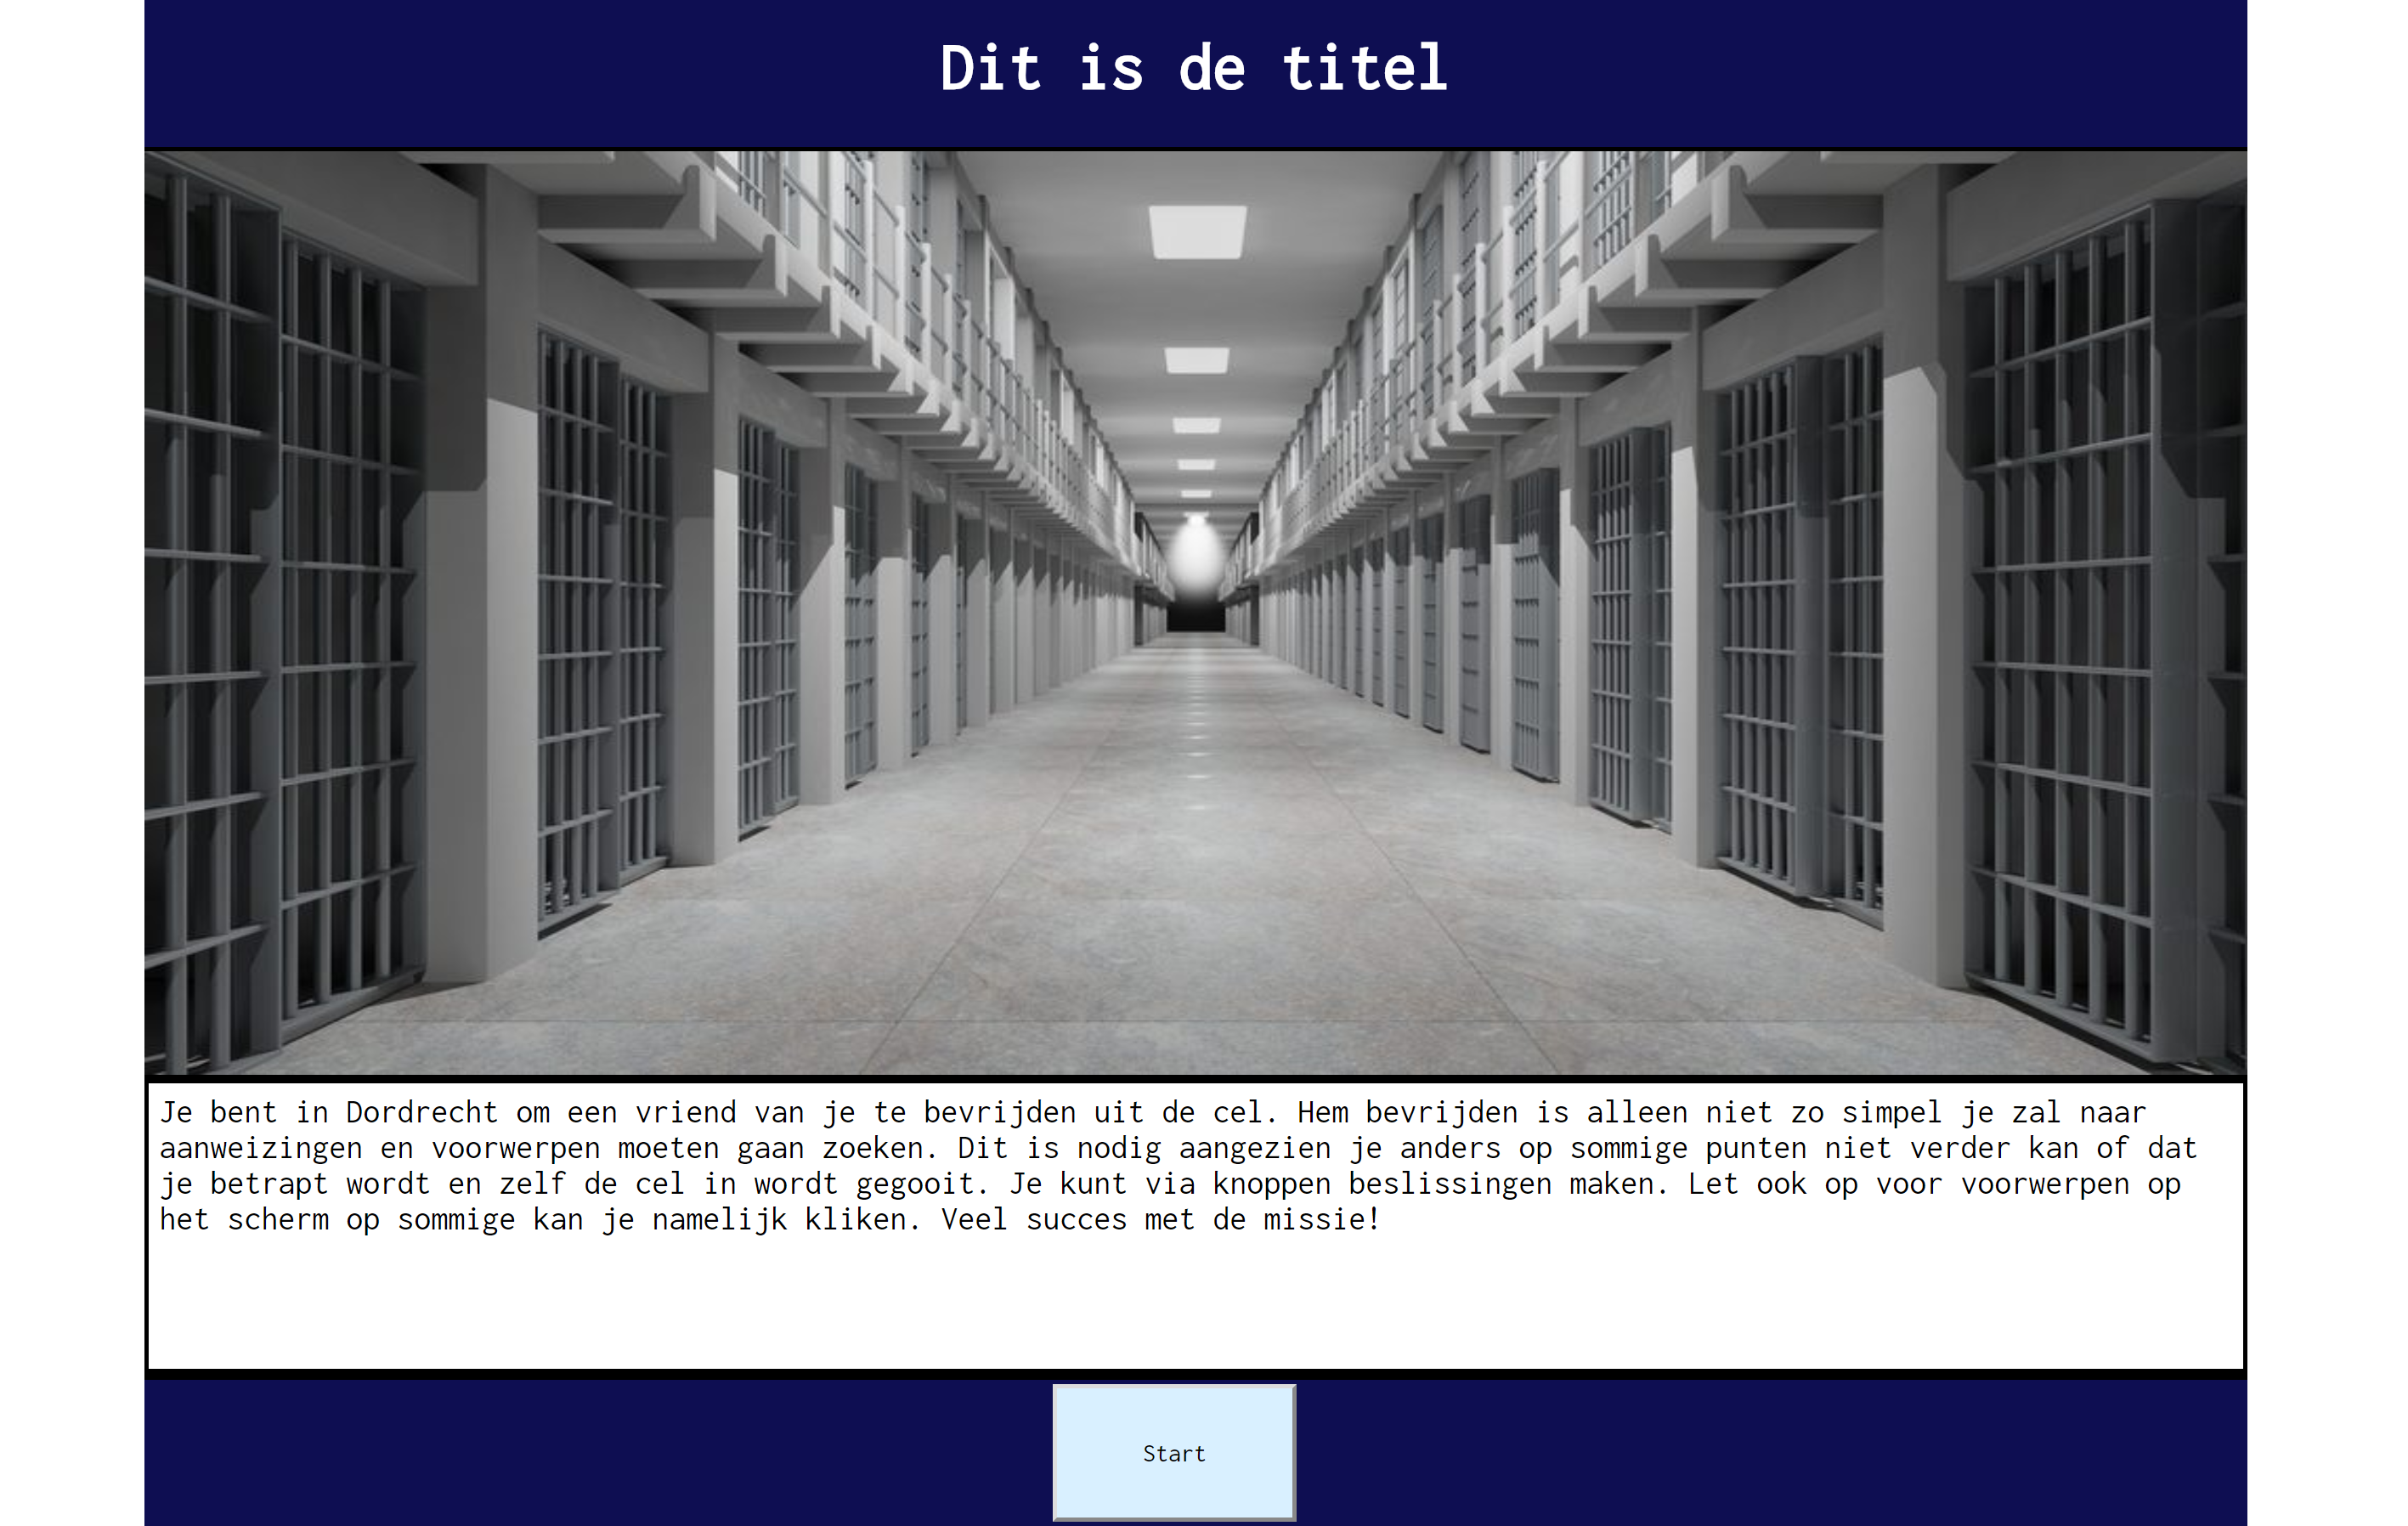 Dit is de titel
Je bent in Dordrecht om een vriend van je te bevrijden uit de cel. Hem bevrijden is alleen niet zo simpel je zal naar
aanweizingen en voorwerpen moeten gaan zoeken. Dit is nodig aangezien je anders op sommige punten niet verder kan of dat
je betrapt wordt en zelf de cel in wordt gegooit. Je kunt via knoppen beslissingen maken. Let ook op voor voorwerpen op
het scherm op sommige kan je namelijk kliken. Veel succes met de missie!
Start